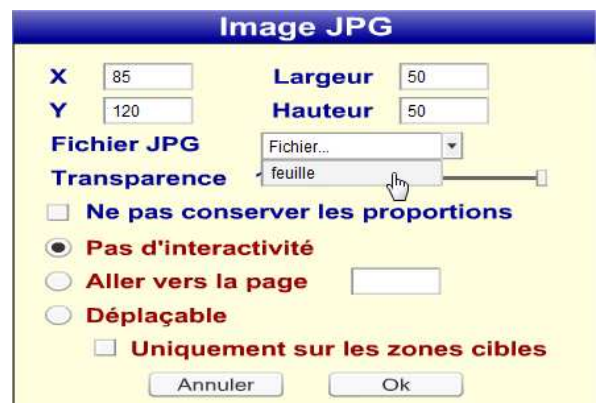 Image JPG
X 85 Largeur 50
Y 120 Hauteur 50
Fichier JPG Fichier...
feuille
Transparence
Ne pas conserver les proportions
Pas d'interactivité
Aller vers la page
Déplaçable
Uniquement sur les zones cibles
Annuler Ok